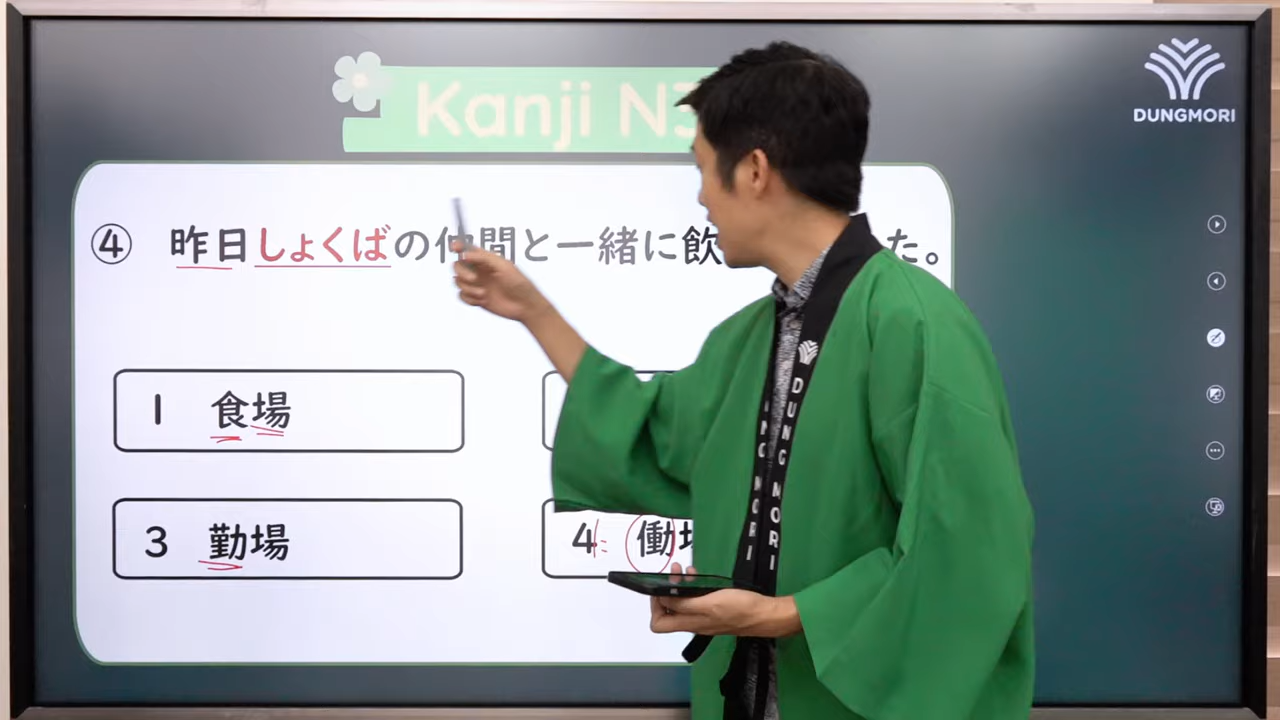 Kanji N3
DUNGMORI
④ 昨日しょくばの仲間と一緒に飲 た。
1 食場
3 勤場
4 働
DUNG MORI